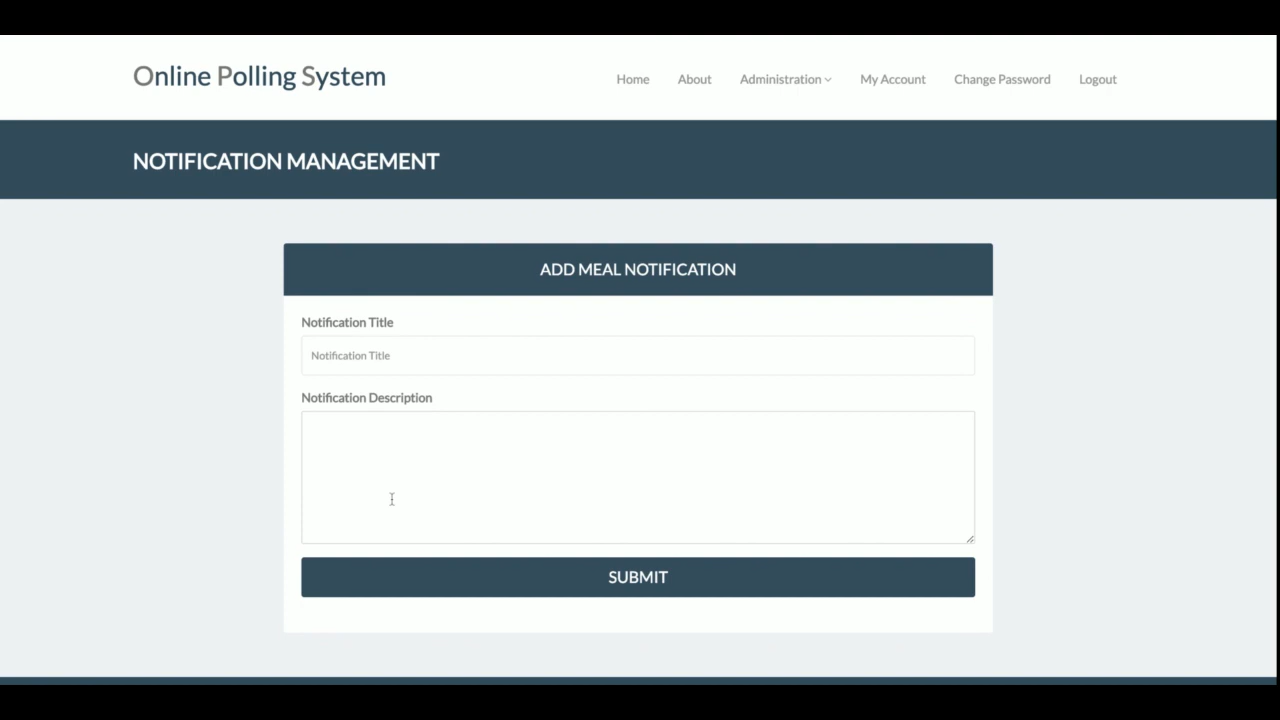 Online Polling System
Home About Administration My Account Change Password Logout
NOTIFICATION MANAGEMENT
ADD MEAL NOTIFICATION
Notification Title
Notification Title
Notification Description
SUBMIT